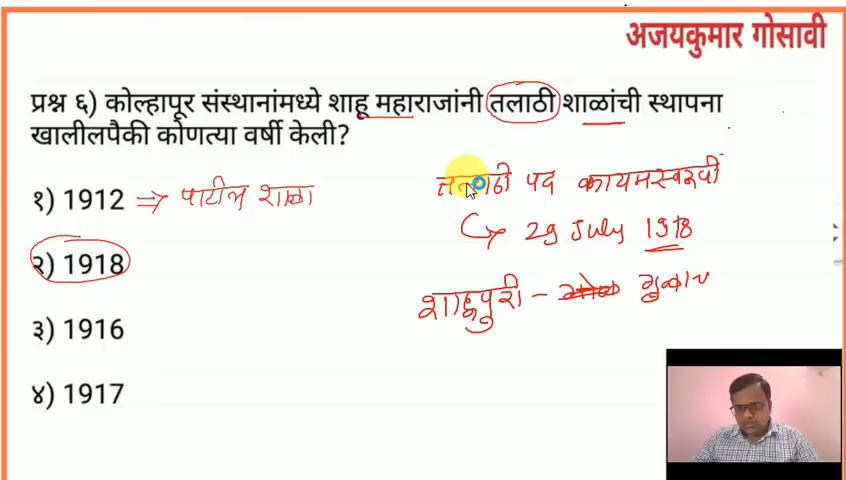 अजयकुमार गोसावी
प्रश्न ६) कोल्हापूर संस्थानांमध्ये शाहू महाराजांनी तलाठी शाळांची स्थापना
खालीलपैकी कोणत्या वर्षी केली?
१) 1912 => पाटील शाळा
२) 1918
३) 1916
४) 1917
तलाठी पद कायमस्वरूपी
→ 29 July 1918
शाहूपुरी -